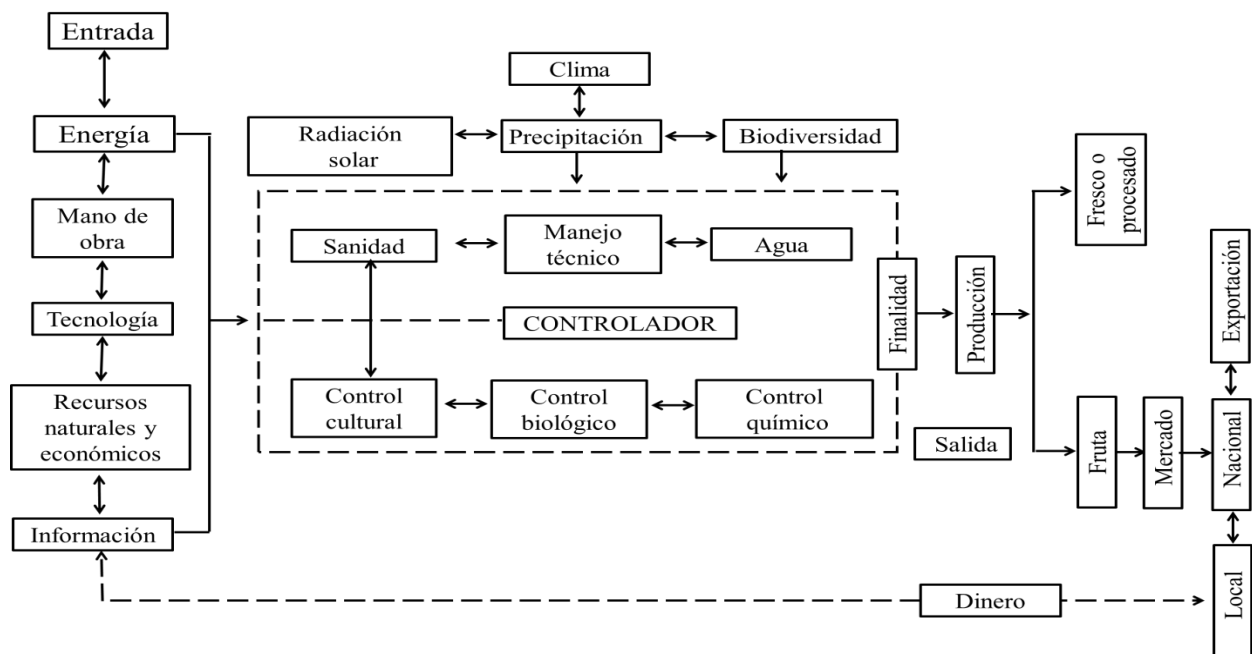 Entrada
Energía
Mano de
obra
Tecnología
Recursos
naturales y
económicos
Información
Clima
Radiación
solar
Precipitación
Biodiversidad
Sanidad
Manejo
técnico
Agua
CONTROLADOR
Control
cultural
Control
biológico
Control
químico
Finalidad
Producción
Salida
Fresco o
procesado
Fruta
Mercado
Exportación
Nacional
Local
Dinero